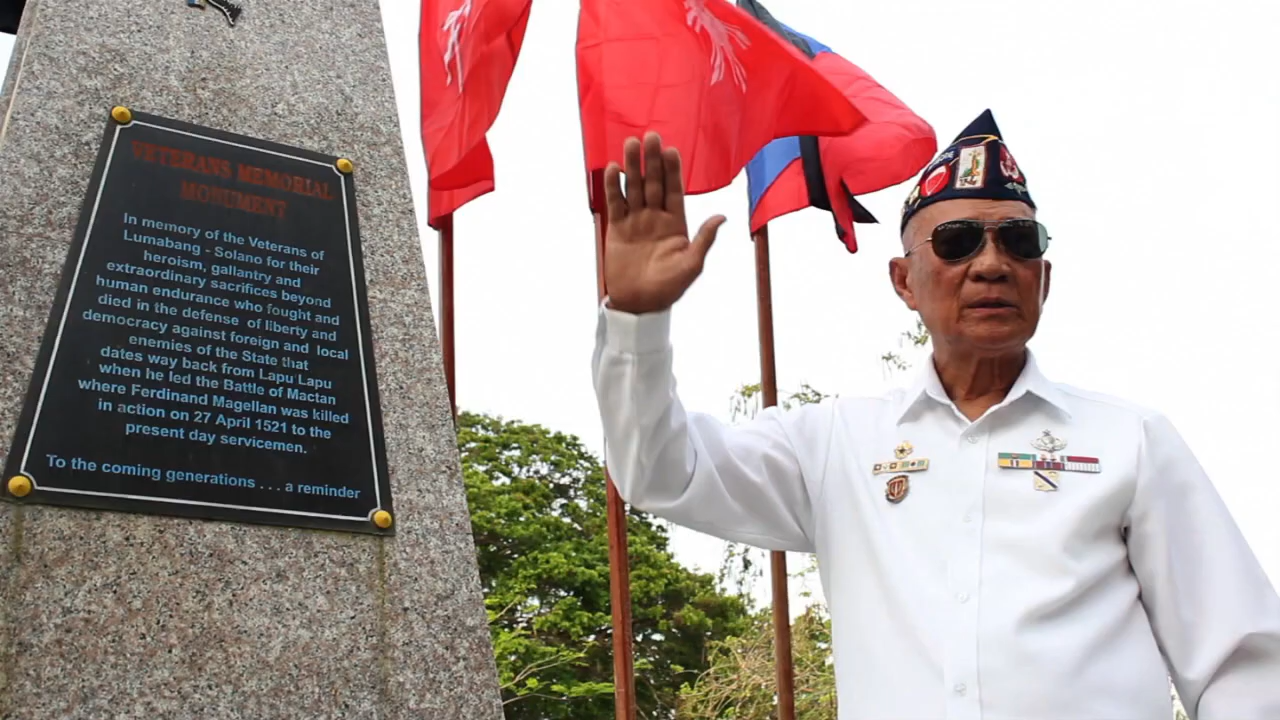 VETERANS MEMORIAL
MONUMENT
In memory of the Veterans of
Lumabang - Solano for their
heroism, gallantry and
extraordinary sacrifices beyond
human endurance who fought and
died in the defense of liberty and
democracy against foreign and local
enemies of the State that
dates way back from Lapu Lapu
when he led the Battle of Mactan
where Ferdinand Magellan was killed
in action on 27 April 1521 to the
present day servicemen.
To the coming generations . . . a reminder